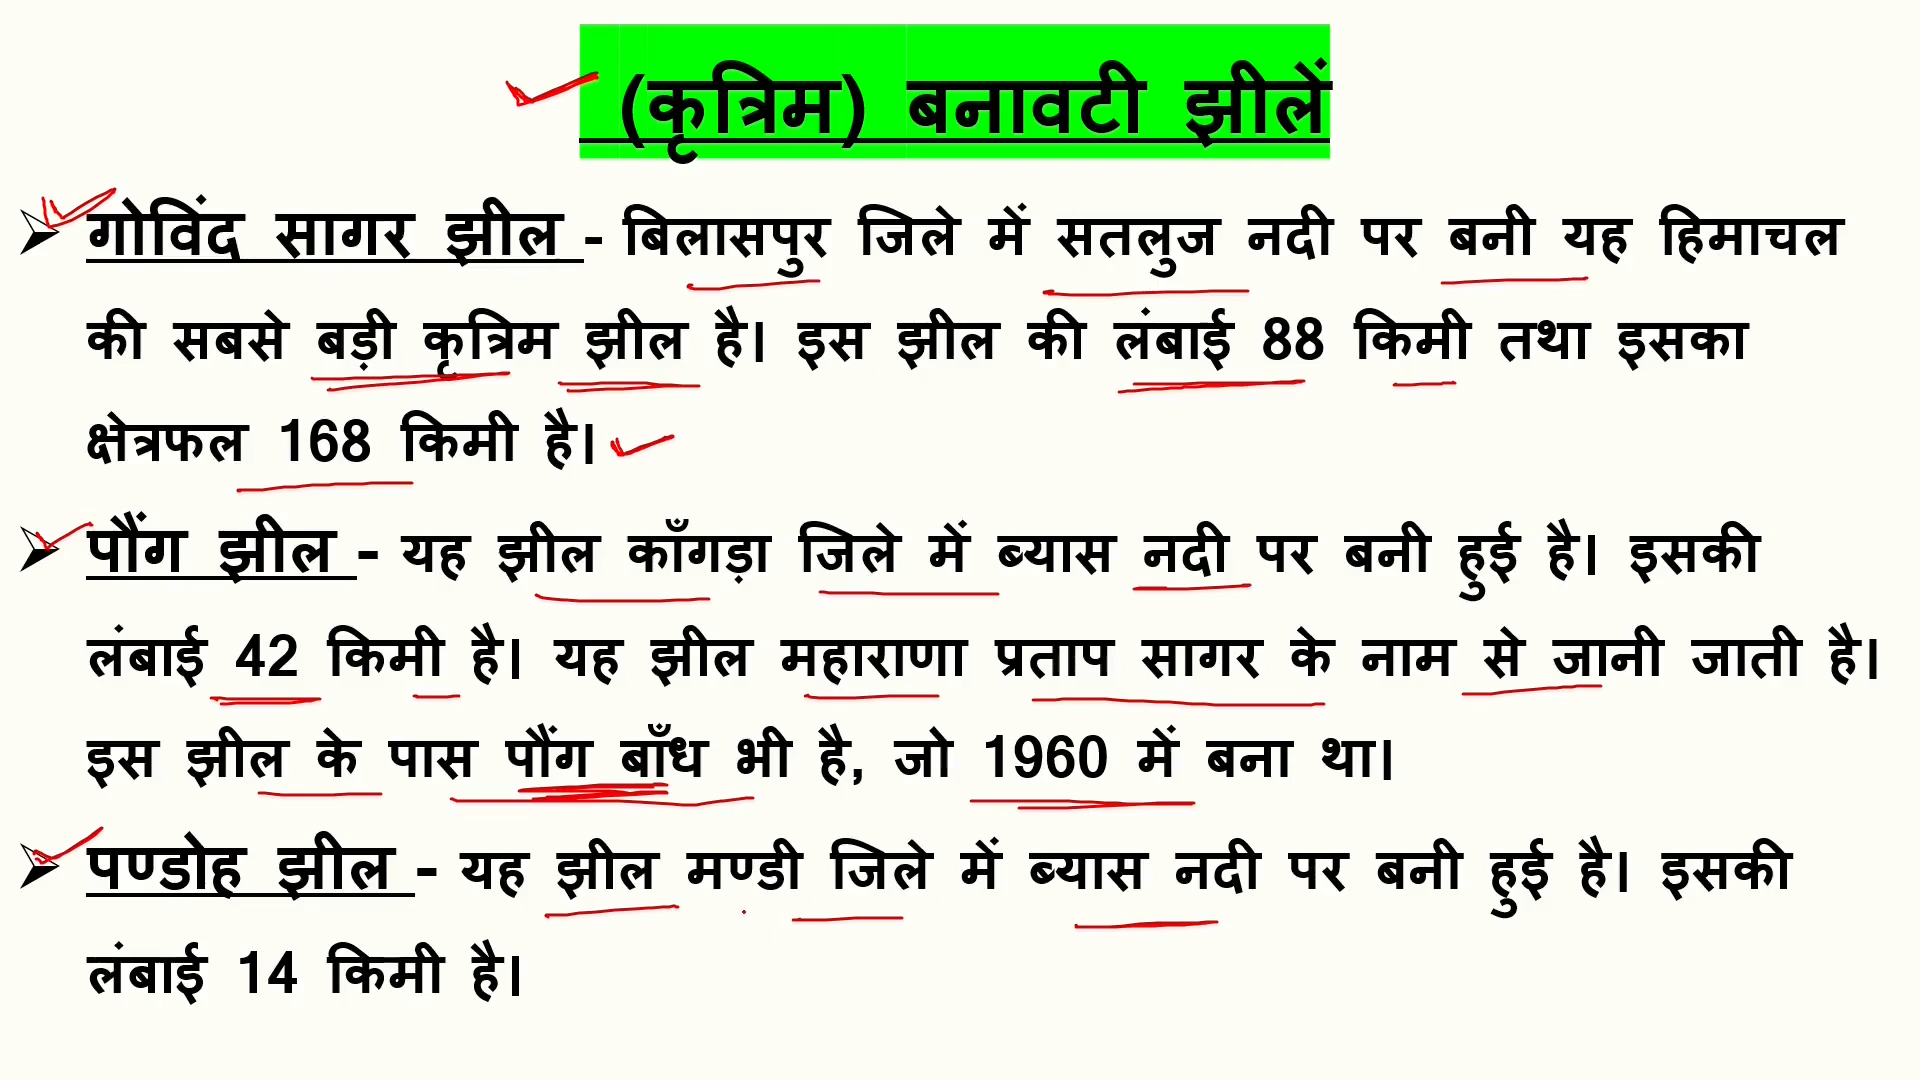 (कृत्रिम) बनावटी झीलें
गोविंद सागर झील - बिलासपुर जिले में सतलुज नदी पर बनी यह हिमाचल
की सबसे बड़ी कृत्रिम झील है। इस झील की लंबाई 88 किमी तथा इसका
क्षेत्रफल 168 किमी है।
पौंग झील - यह झील काँगड़ा जिले में ब्यास नदी पर बनी हुई है। इसकी
लंबाई 42 किमी है। यह झील महाराणा प्रताप सागर के नाम से जानी जाती है।
इस झील के पास पौंग बाँध भी है, जो 1960 में बना था।
पण्डोह झील - यह झील मण्डी जिले में ब्यास नदी पर बनी हुई है। इसकी
लंबाई 14 किमी है।